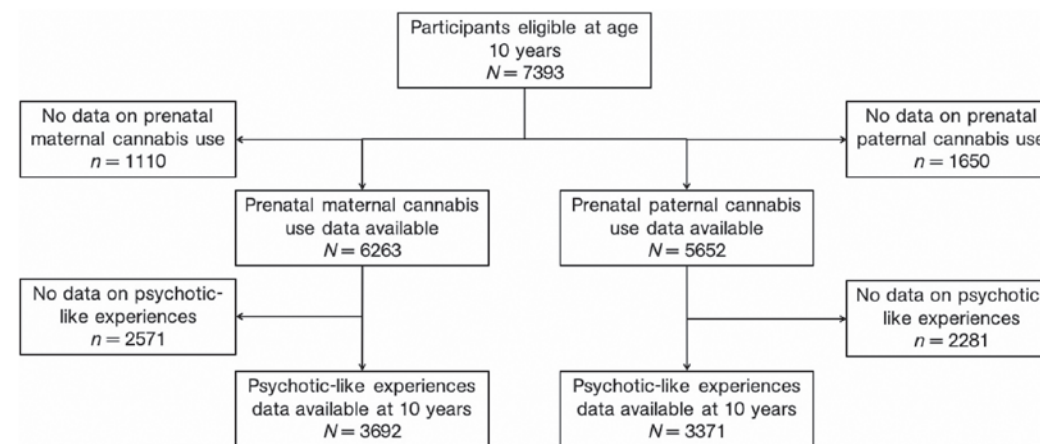 Participants eligible at age
10 years
N = 7393
No data on prenatal
maternal cannabis use
n = 1110
No data on prenatal
paternal cannabis use
n = 1650
Prenatal maternal cannabis
use data available
N = 6263
Prenatal paternal cannabis
use data available
N = 5652
No data on psychotic-
like experiences
n = 2571
No data on psychotic-
like experiences
n = 2281
Psychotic-like experiences
data available at 10 years
N = 3692
Psychotic-like experiences
data available at 10 years
N = 3371